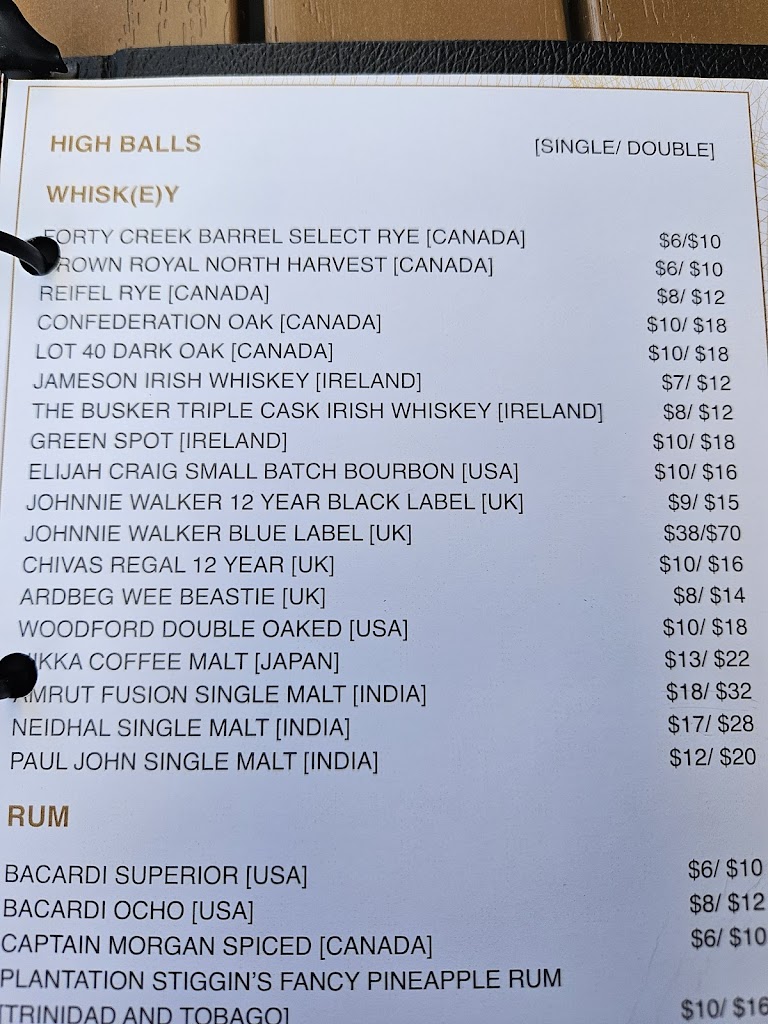 HIGH BALLS [SINGLE/ DOUBLE]
WHISK(E)Y
FORTY CREEK BARREL SELECT RYE [CANADA] $6/$10
ROWN ROYAL NORTH HARVEST [CANADA] $6/ $10
REIFEL RYE [CANADA] $8/ $12
CONFEDERATION OAK [CANADA] $10/ $18
LOT 40 DARK OAK [CANADA] $10/ $18
JAMESON IRISH WHISKEY [IRELAND] $7/ $12
THE BUSKER TRIPLE CASK IRISH WHISKEY [IRELAND] $8/ $12
GREEN SPOT [IRELAND] $10/ $18
ELIJAH CRAIG SMALL BATCH BOURBON [USA] $10/ $16
JOHNNIE WALKER 12 YEAR BLACK LABEL [UK] $9/ $15
JOHNNIE WALKER BLUE LABEL [UK] $38/$70
CHIVAS REGAL 12 YEAR [UK] $10/ $16
ARDBEG WEE BEASTIE [UK] $8/ $14
WOODFORD DOUBLE OAKED [USA] $10/ $18
IKKA COFFEE MALT [JAPAN] $13/ $22
AMRUT FUSION SINGLE MALT [INDIA] $18/ $32
NEIDHAL SINGLE MALT [INDIA] $17/ $28
PAUL JOHN SINGLE MALT [INDIA] $12/ $20
RUM
BACARDI SUPERIOR [USA] $6/ $10
BACARDI OCHO [USA] $8/ $12
CAPTAIN MORGAN SPICED [CANADA] $6/ $10
PLANTATION STIGGIN'S FANCY PINEAPPLE RUM
[TRINIDAD AND TOBAGO] $10/ $16